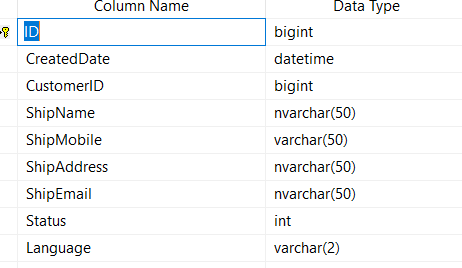 Column Name Data Type
ID bigint
CreatedDate datetime
CustomerID bigint
ShipName nvarchar(50)
ShipMobile varchar(50)
ShipAddress nvarchar(50)
ShipEmail nvarchar(50)
Status int
Language varchar(2)